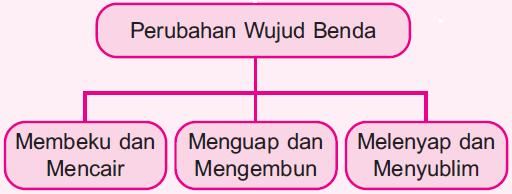 Perubahan Wujud Benda
Membeku dan
Mencair
Menguap dan
Mengembun
Melenyap dan
Menyublim